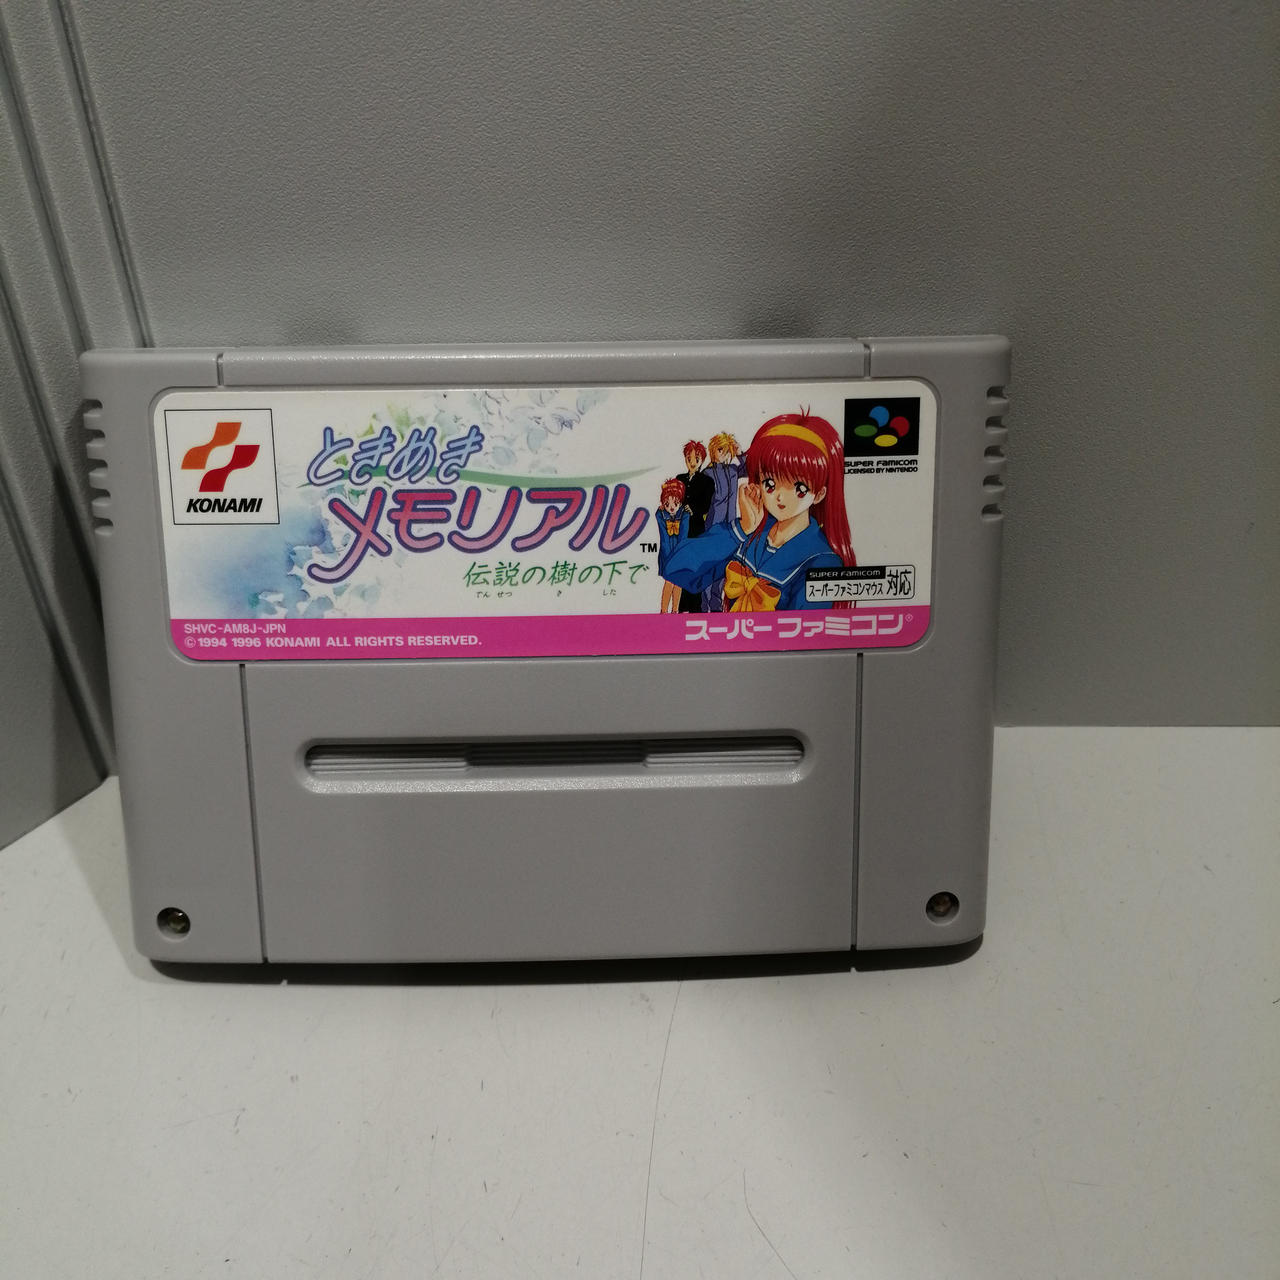 KONAMI
ときめき
メモリアル™
伝説の樹の下で
でんせつ き した
SUPER FAMICOM
LICENSED BY NINTENDO
SUPER FAMICOM
スーパーファミコンマウス対応
SHVC-AM8J-JPN
©1994 1996 KONAMI ALL RIGHTS RESERVED.
スーパーファミコン®